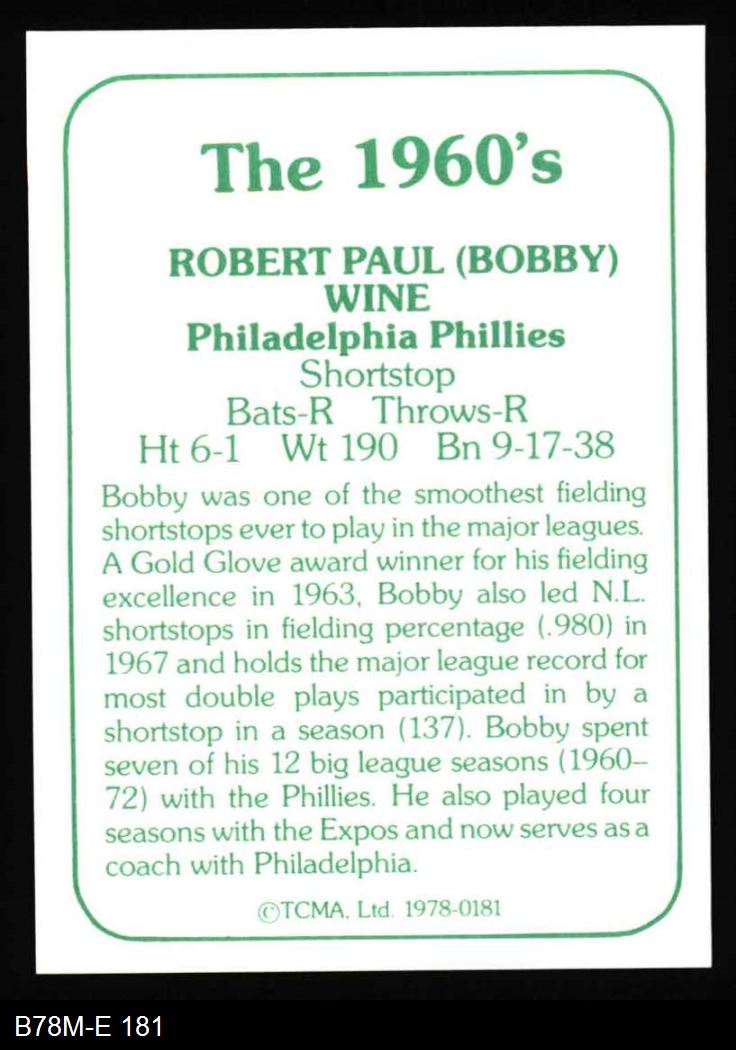 The 1960's
ROBERT PAUL (BOBBY)
WINE
Philadelphia Phillies
Shortstop
Bats-R Throws-R
Ht 6-1 Wt 190 Bn 9-17-38
Bobby was one of the smoothest fielding
shortstops ever to play in the major leagues.
A Gold Glove award winner for his fielding
excellence in 1963, Bobby also led N.L.
shortstops in fielding percentage (.980) in
1967 and holds the major league record for
most double plays participated in by a
shortstop in a season (137). Bobby spent
seven of his 12 big league seasons (1960–
72) with the Phillies. He also played four
seasons with the Expos and now serves as a
coach with Philadelphia.
©TCMA, Ltd. 1978-0181
B78M-E 181